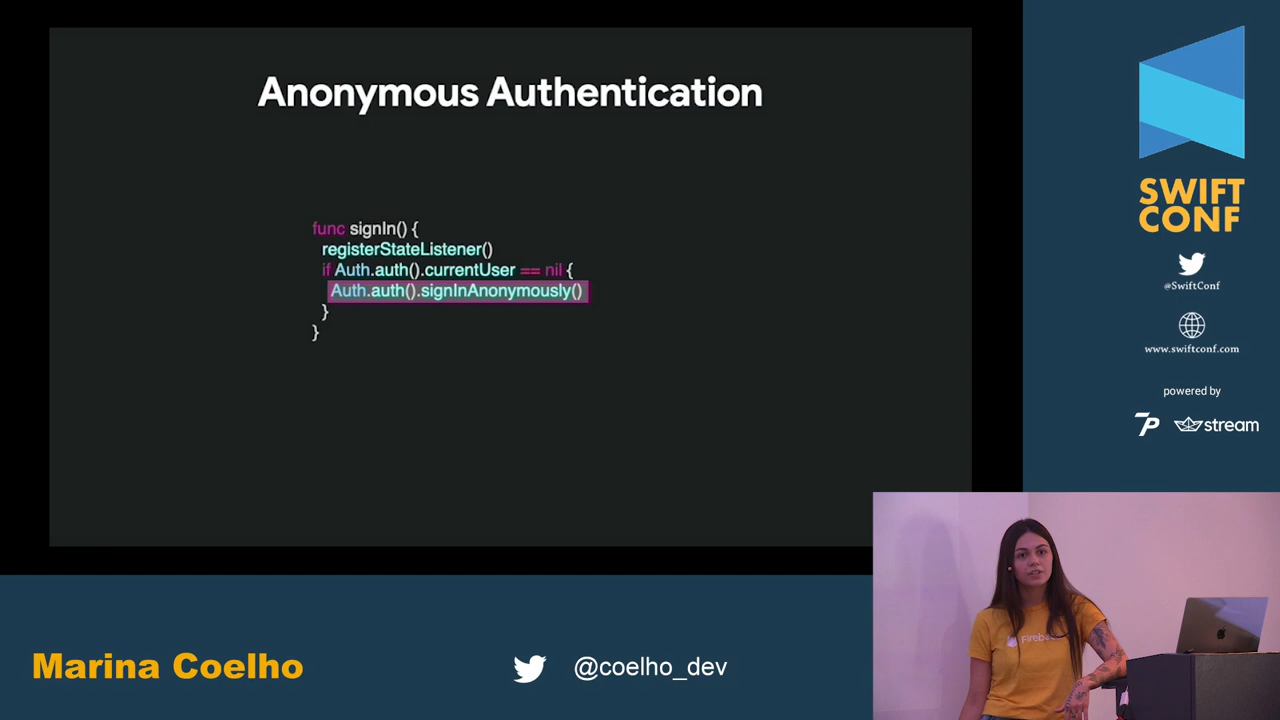 Anonymous Authentication
func signIn() {
registerStateListener()
if Auth.auth().currentUser == nil {
Auth.auth().signInAnonymously()
}
}
SWIFT
CONF
@SwiftConf
www.swiftconf.com
powered by
7P stream
Marina Coelho
@coelho_dev